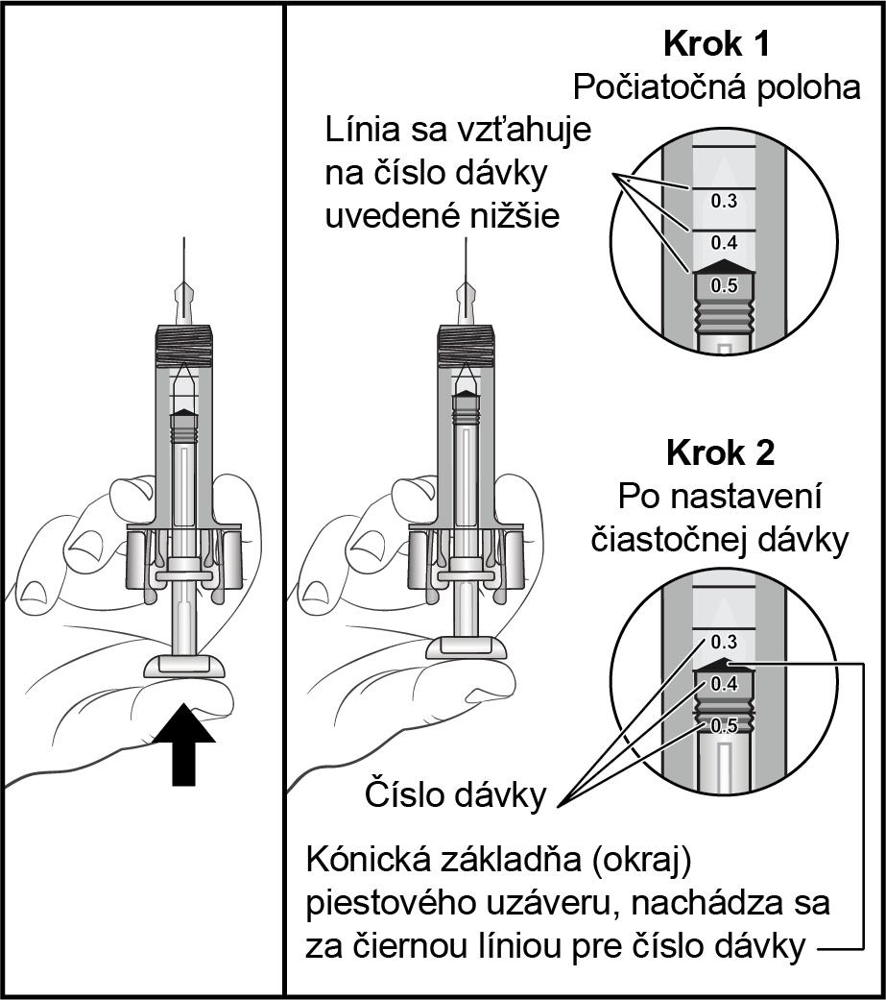 Krok 1
Počiatočná poloha
Línia sa vzťahuje
na číslo dávky
uvedené nižšie
0.3
0.4
0.5
Krok 2
Po nastavení
čiastočnej dávky
0.3
0.4
0.5
Číslo dávky
Kónická základňa (okraj)
piestového uzáveru, nachádza sa
za čiernou líniou pre číslo dávky